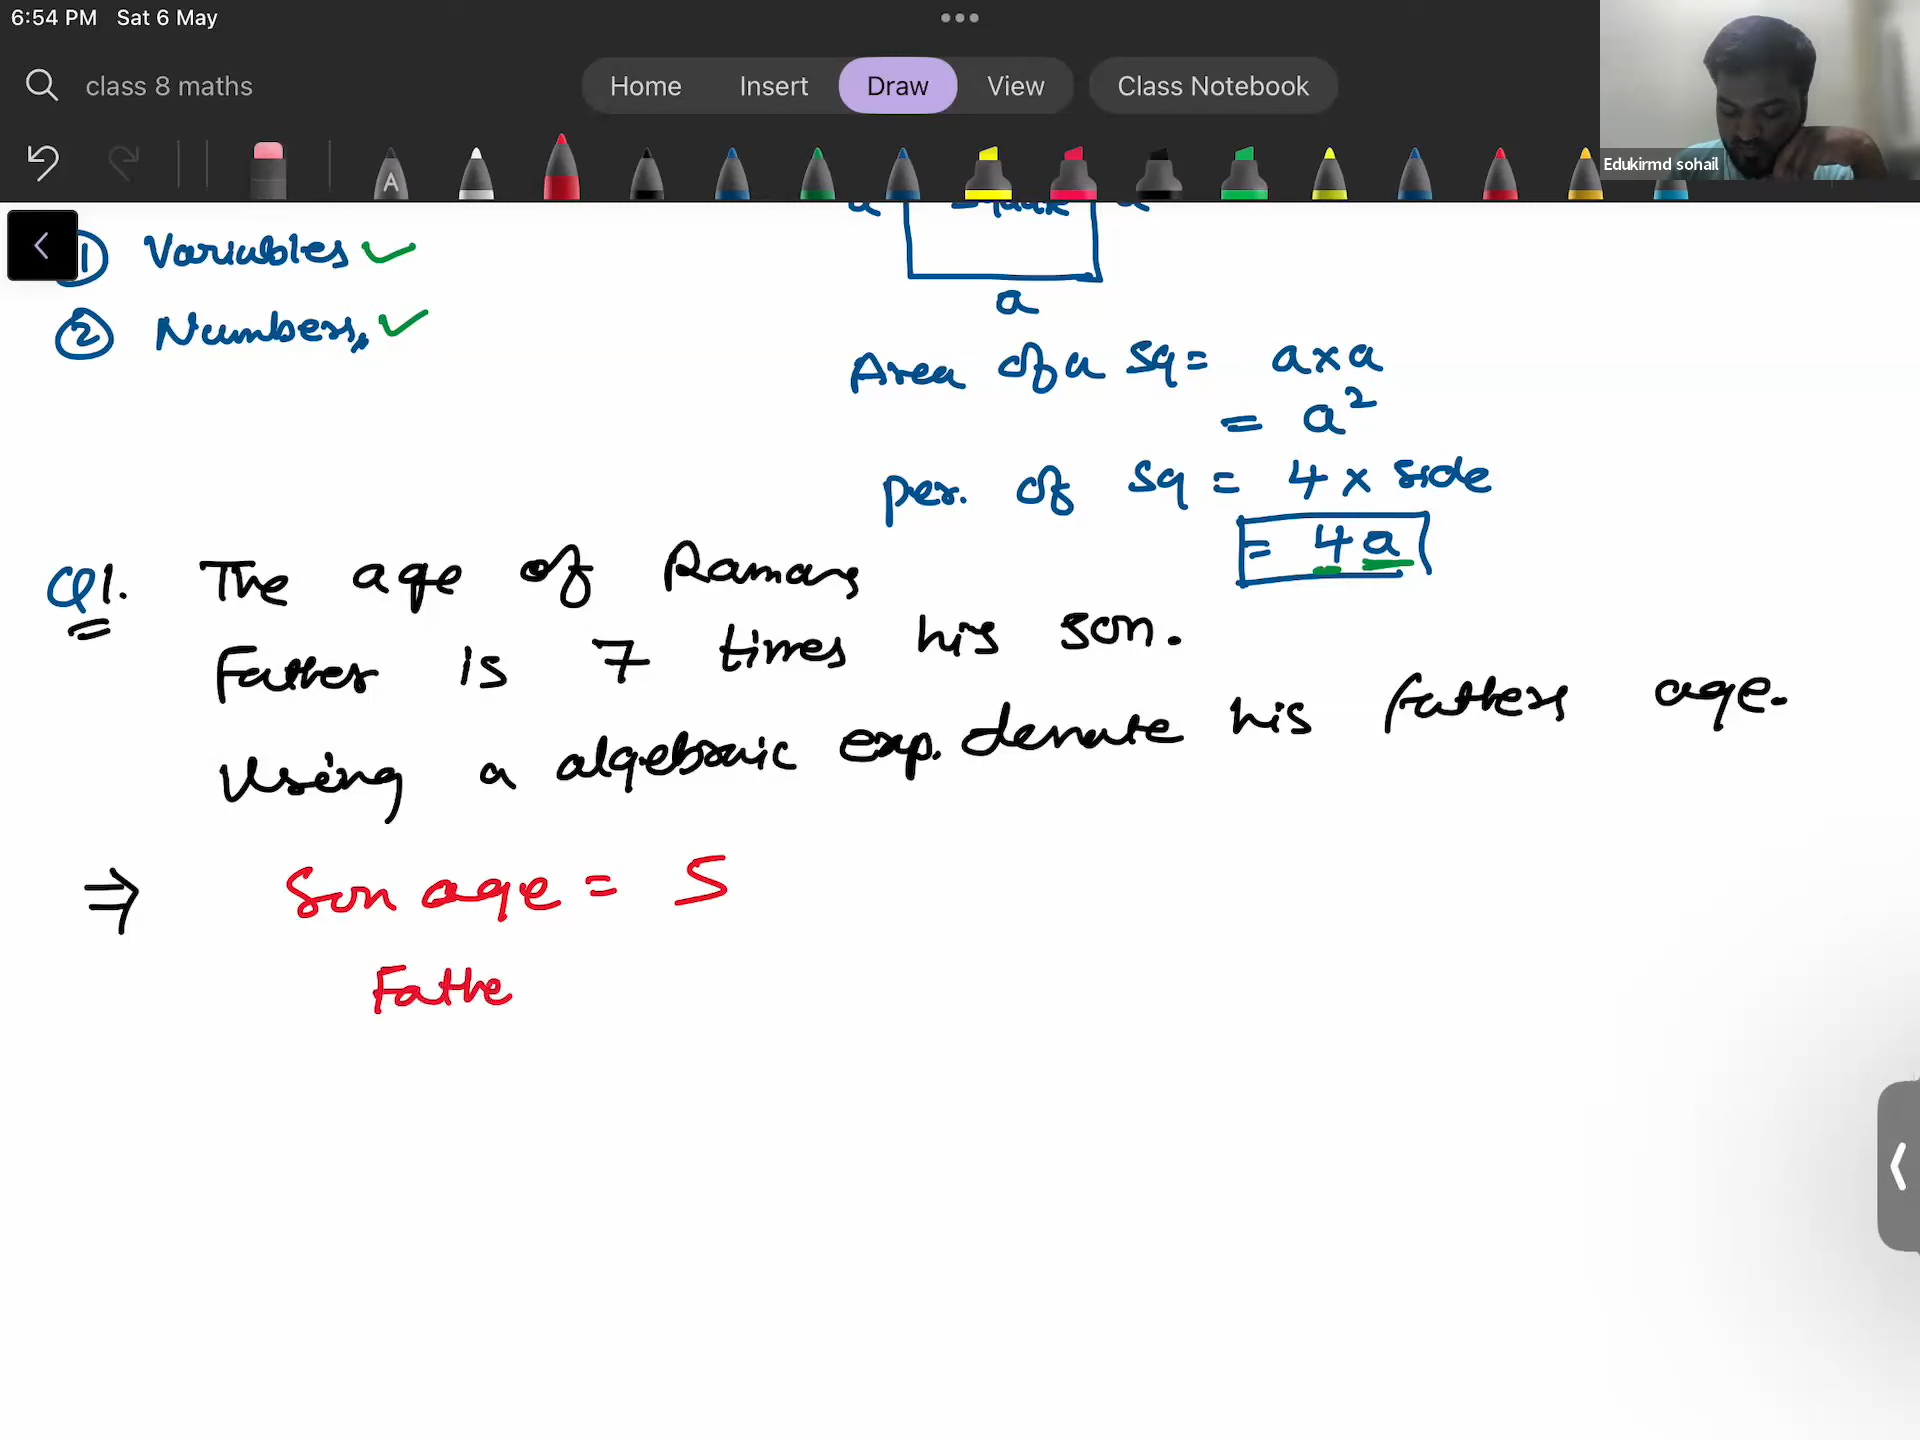 6:54 PM Sat 6 May
class 8 maths
Home Insert Draw View Class Notebook
A
Edukirmd sohail
a square a
a
① Variables ✓
② Numbers, ✓
Area of a sq = a x a
= a²
per. of sq = 4 x side
= 4a
Q1. The age of Ramans
Father is 7 times his son.
Using a algebraic exp. denote his fathers age.
⇒ Son age = S
Fathe